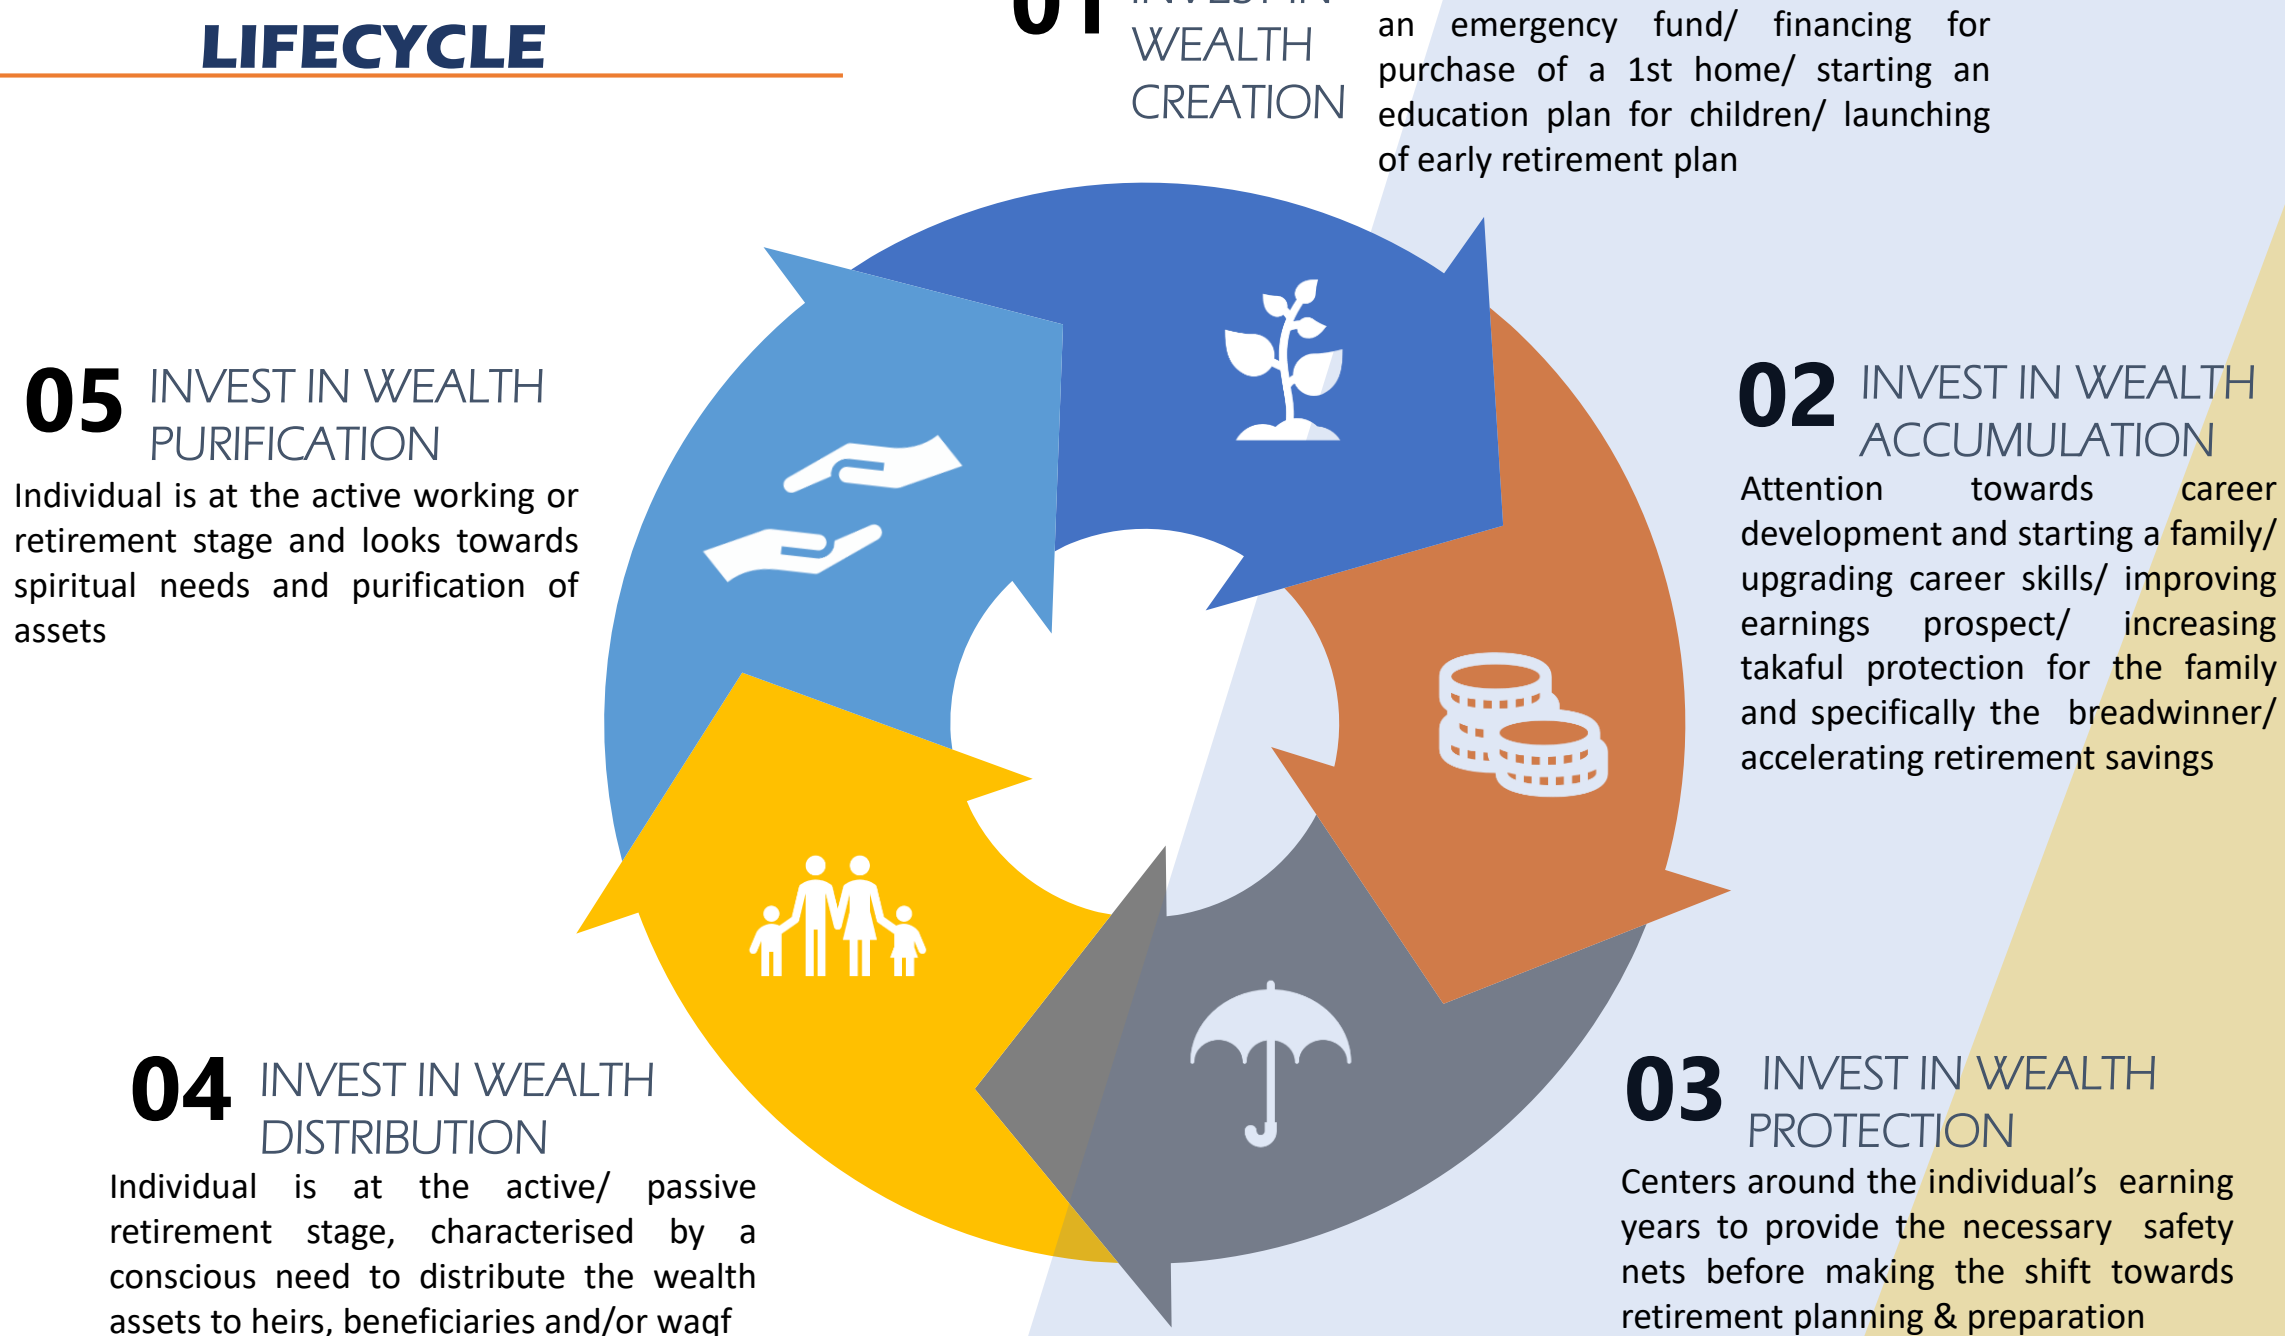 LIFECYCLE
01 INVEST IN
WEALTH
CREATION
an emergency fund/ financing for
purchase of a 1st home/ starting an
education plan for children/ launching
of early retirement plan
02 INVEST IN WEALTH
ACCUMULATION
Attention towards career
development and starting a family/
upgrading career skills/ improving
earnings prospect/ increasing
takaful protection for the family
and specifically the breadwinner/
accelerating retirement savings
03 INVEST IN WEALTH
PROTECTION
Centers around the individual’s earning
years to provide the necessary safety
nets before making the shift towards
retirement planning & preparation
04 INVEST IN WEALTH
DISTRIBUTION
Individual is at the active/ passive
retirement stage, characterised by a
conscious need to distribute the wealth
assets to heirs, beneficiaries and/or waqf
05 INVEST IN WEALTH
PURIFICATION
Individual is at the active working or
retirement stage and looks towards
spiritual needs and purification of
assets